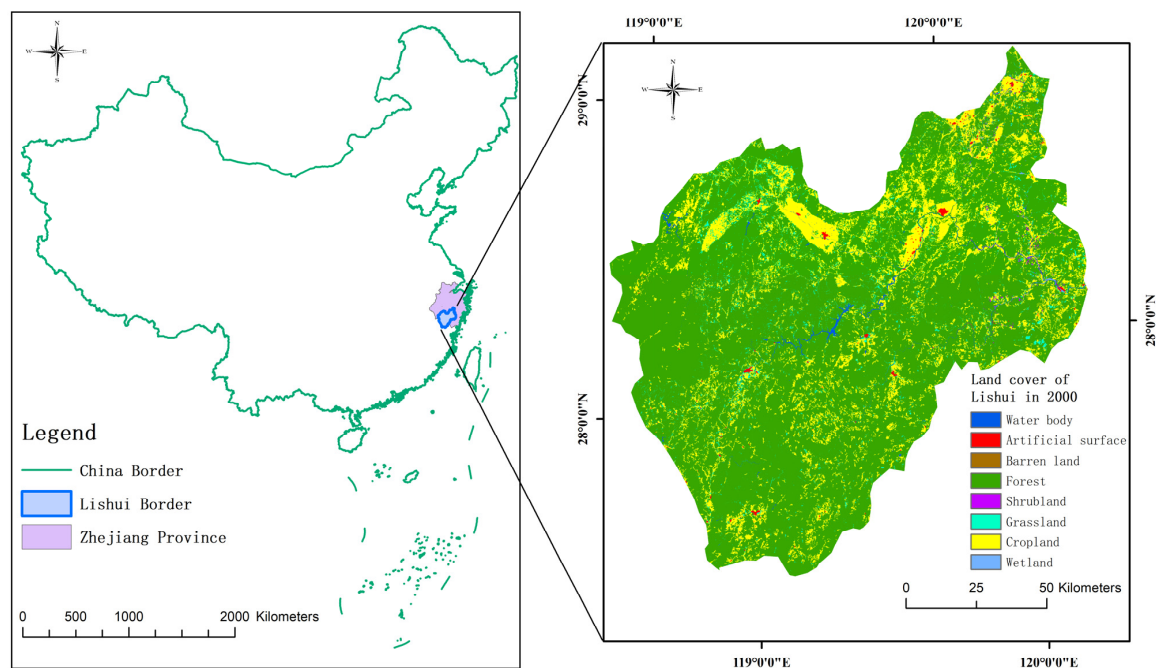 N
W
E
S
Legend
China Border
Lishui Border
Zhejiang Province
0
500
1000
2000 Kilometers
119°0'0"E
120°0'0"E
29°0'0"N
28°0'0"N
28°0'0"N
119°0'0"E
120°0'0"E
N
W
E
S
Land cover of
Lishui in 2000
Water body
Artificial surface
Barren land
Forest
Shrubland
Grassland
Cropland
Wetland
0
25
50 Kilometers